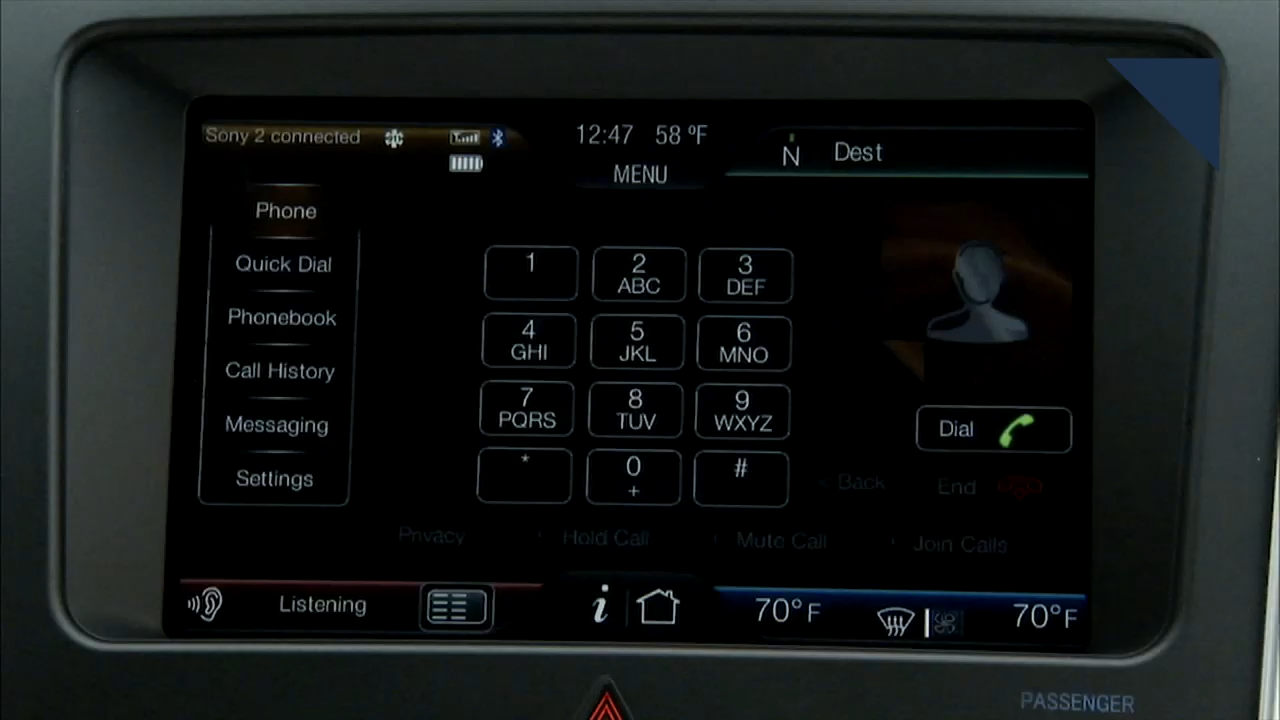 Sony 2 connected
12:47 58 °F
N Dest
MENU
Phone
Quick Dial
Phonebook
Call History
Messaging
Settings
1
2
ABC
3
DEF
4
GHI
5
JKL
6
MNO
7
PQRS
8
TUV
9
WXYZ
*
0
+
#
Dial
< Back
End
Privacy
Hold Call
Mute Call
Join Calls
Listening
i
70°F
70°F
PASSENGER